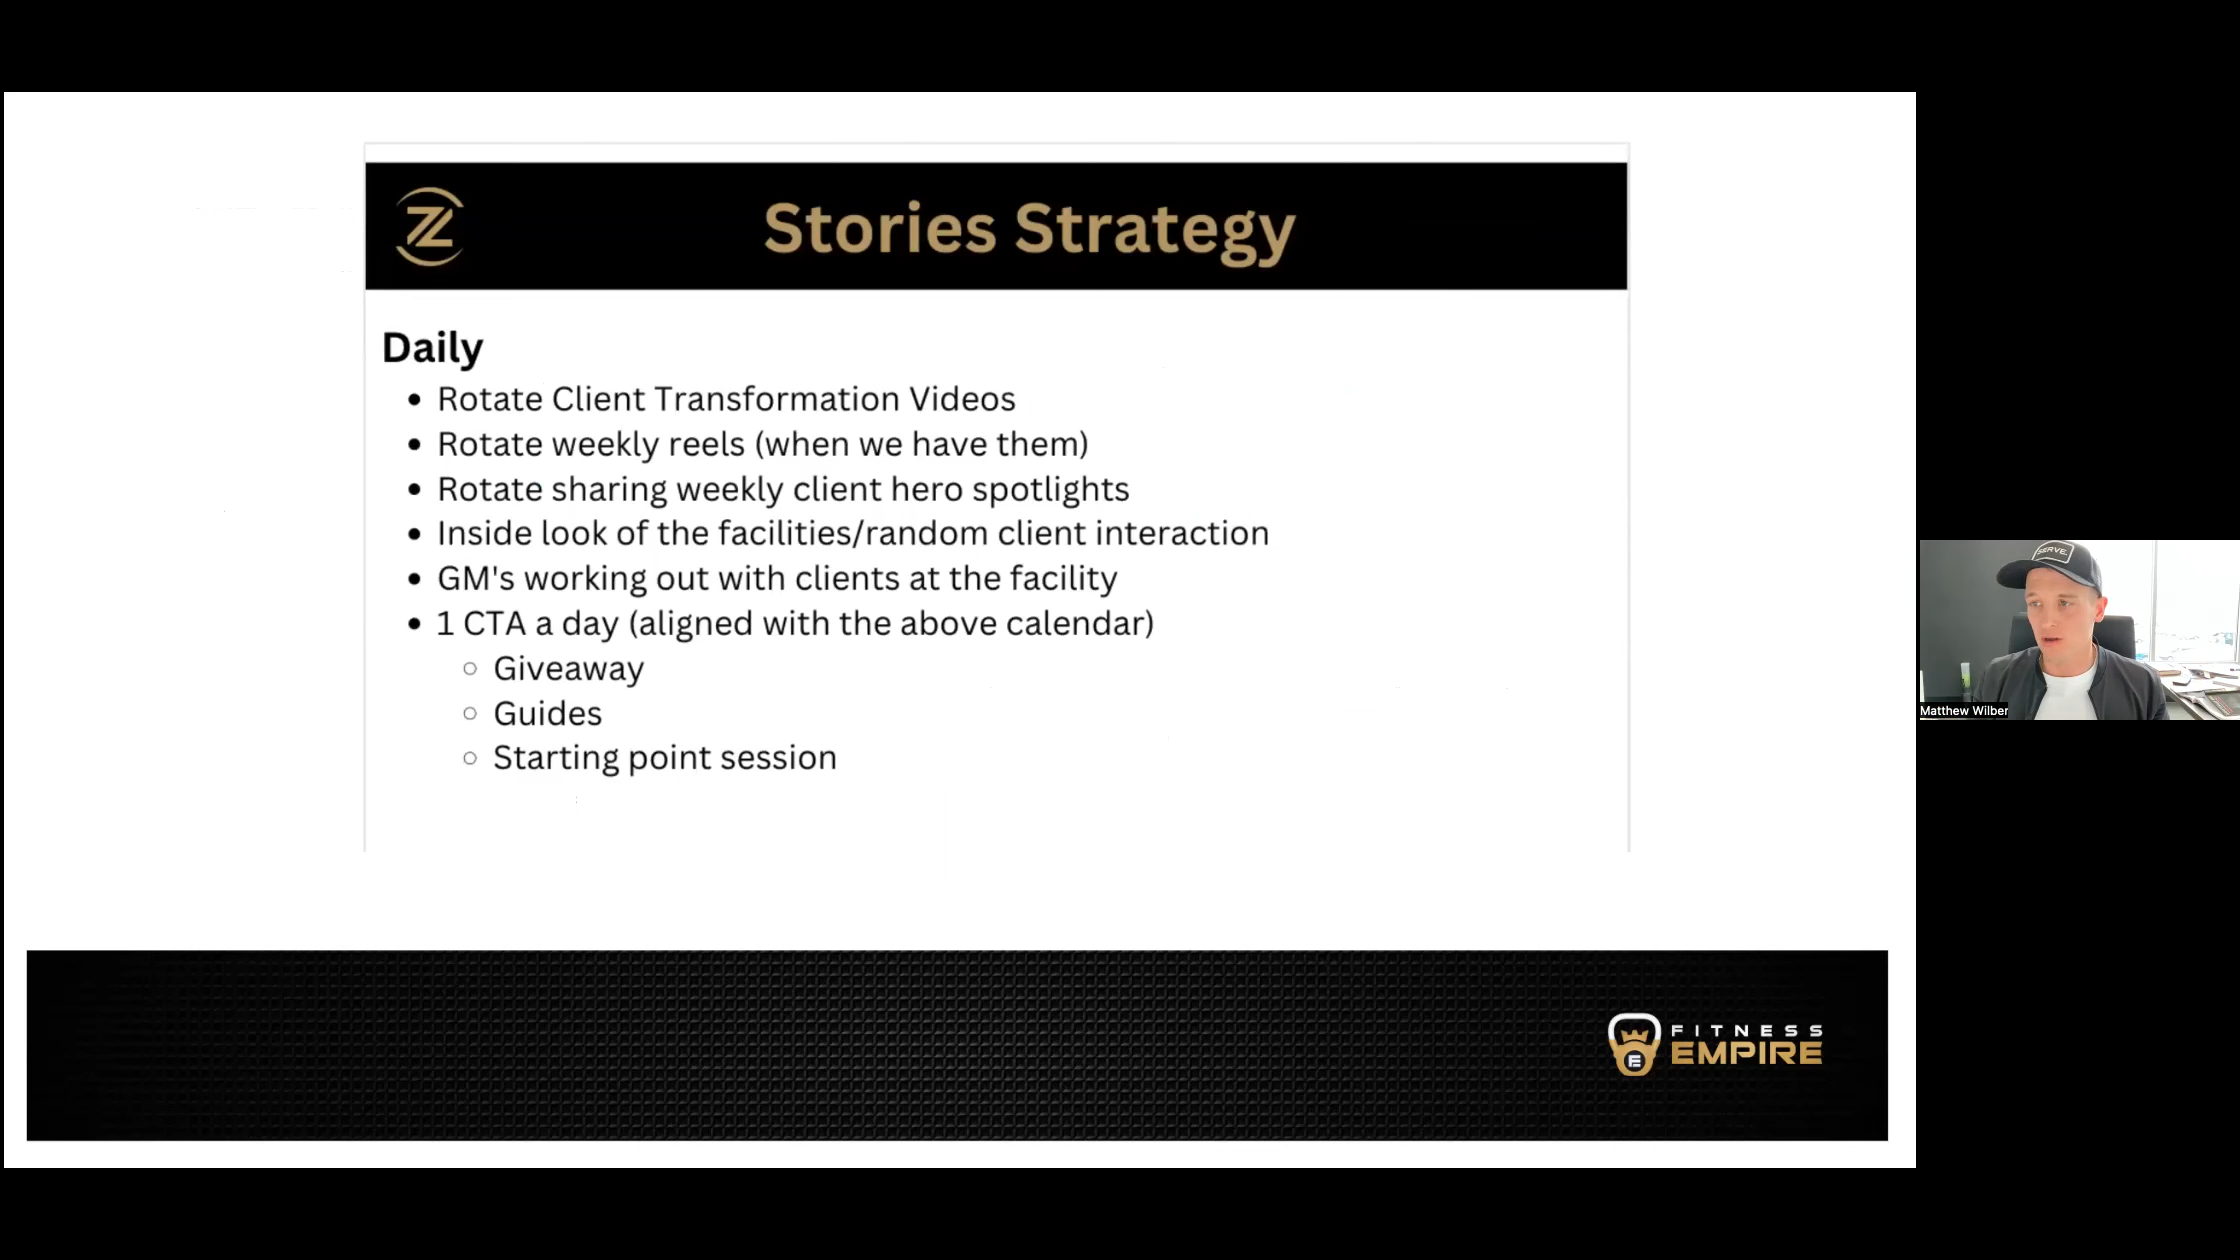 Stories Strategy
Daily
• Rotate Client Transformation Videos
• Rotate weekly reels (when we have them)
• Rotate sharing weekly client hero spotlights
• Inside look of the facilities/random client interaction
• GM's working out with clients at the facility
• 1 CTA a day (aligned with the above calendar)
○ Giveaway
○ Guides
○ Starting point session
SERVE.
Matthew Wilber
FITNESS
EMPIRE
E